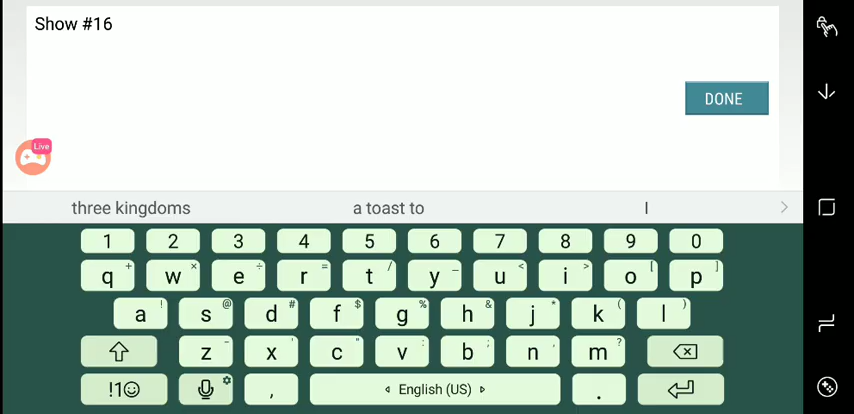 Show #16
DONE
Live
three kingdoms a toast to I
1 2 3 4 5 6 7 8 9 0
q + w × e ÷ r = t / y _ u < i > o [ p ]
a ! s @ d # f $ g % h & j * k ( l )
z - x ' c " v : b ; n , m ?
!1☺ , English (US) .